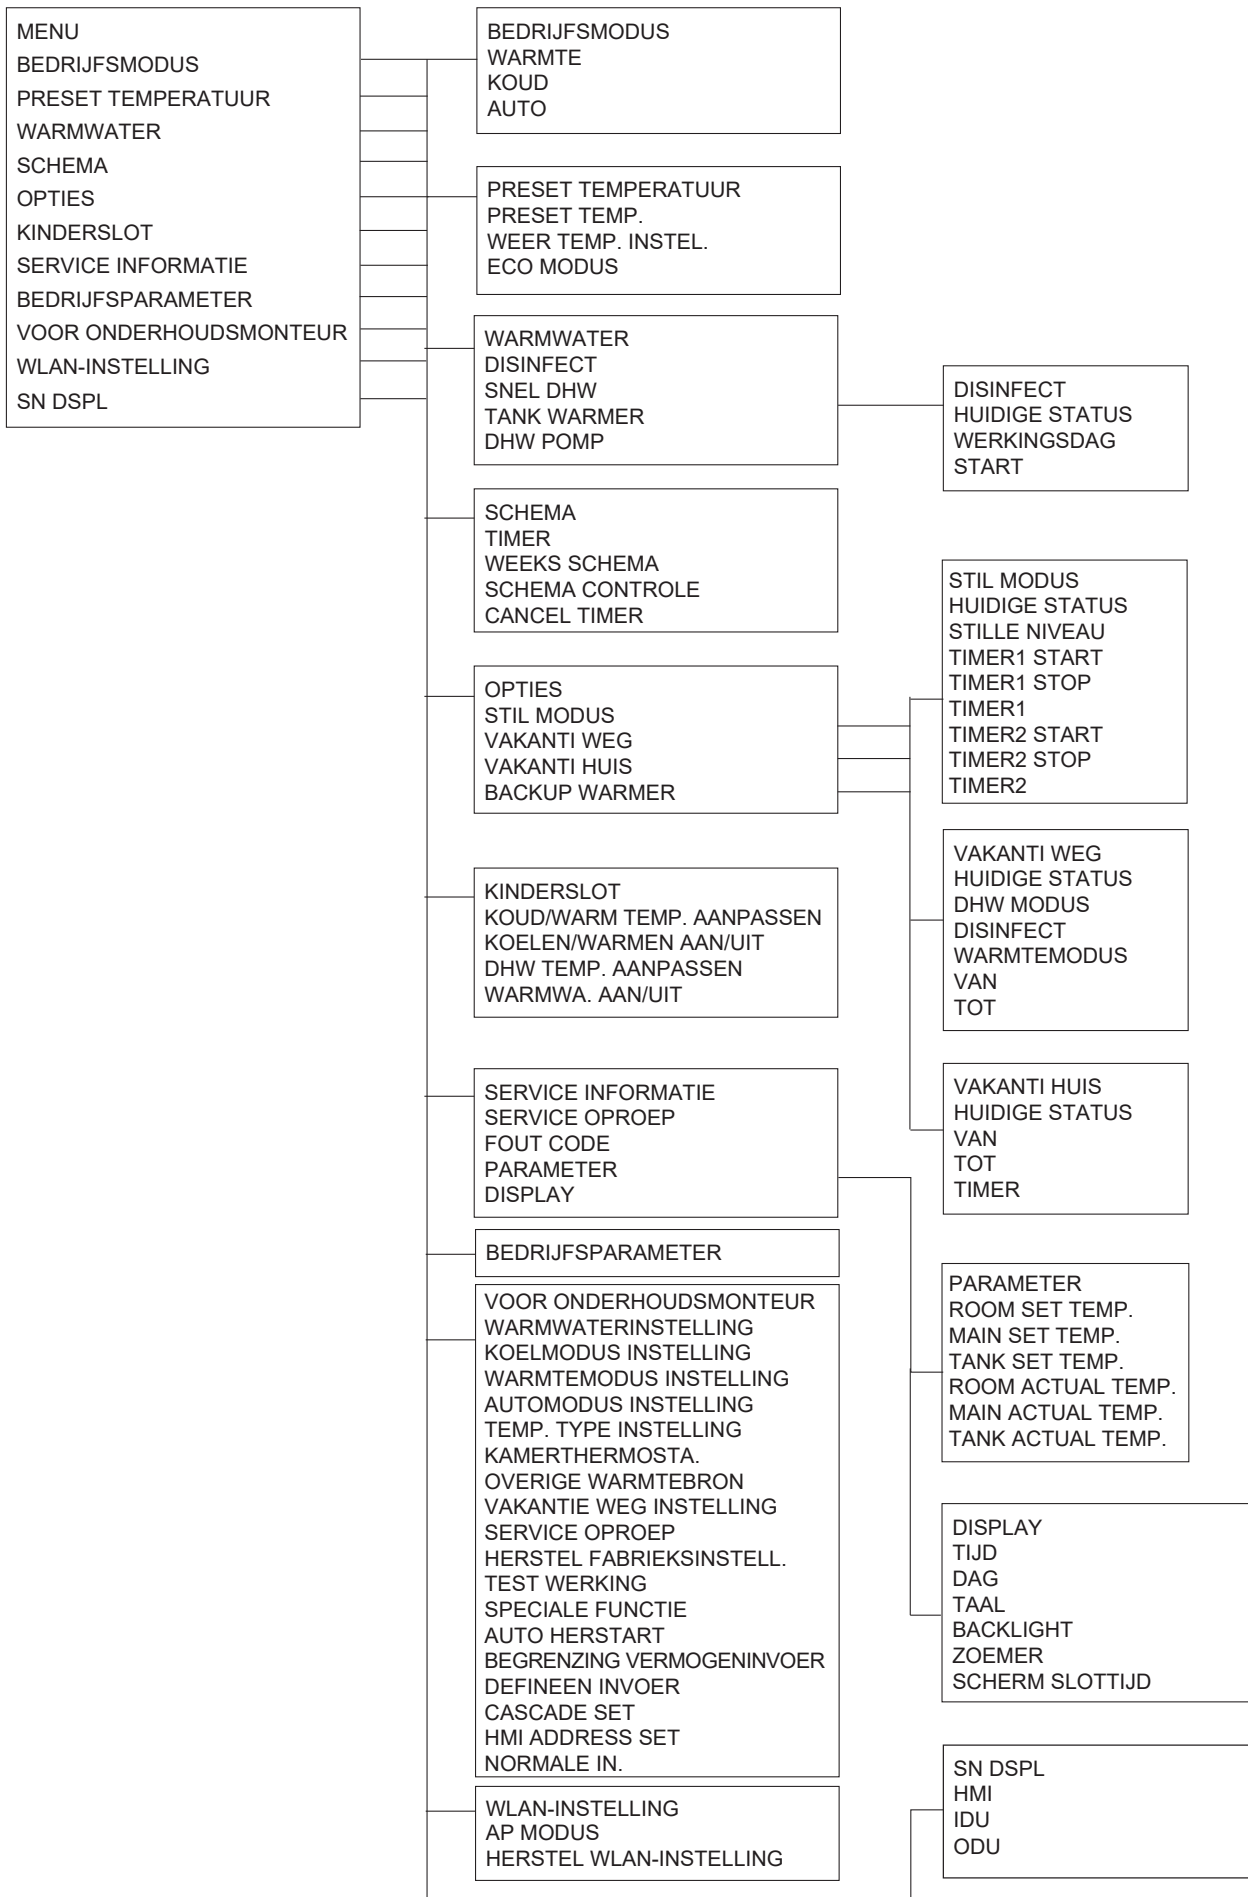 MENU
BEDRIJFSMODUS
PRESET TEMPERATUUR
WARMWATER
SCHEMA
OPTIES
KINDERSLOT
SERVICE INFORMATIE
BEDRIJFSPARAMETER
VOOR ONDERHOUDSMONTEUR
WLAN-INSTELLING
SN DSPL
BEDRIJFSMODUS
WARMTE
KOUD
AUTO
PRESET TEMPERATUUR
PRESET TEMP.
WEER TEMP. INSTEL.
ECO MODUS
WARMWATER
DISINFECT
SNEL DHW
TANK WARMER
DHW POMP
DISINFECT
HUIDIGE STATUS
WERKINGSDAG
START
SCHEMA
TIMER
WEEKS SCHEMA
SCHEMA CONTROLE
CANCEL TIMER
OPTIES
STIL MODUS
VAKANTI WEG
VAKANTI HUIS
BACKUP WARMER
STIL MODUS
HUIDIGE STATUS
STILLE NIVEAU
TIMER1 START
TIMER1 STOP
TIMER1
TIMER2 START
TIMER2 STOP
TIMER2
VAKANTI WEG
HUIDIGE STATUS
DHW MODUS
DISINFECT
WARMTEMODUS
VAN
TOT
VAKANTI HUIS
HUIDIGE STATUS
VAN
TOT
TIMER
KINDERSLOT
KOUD/WARM TEMP. AANPASSEN
KOELEN/WARMEN AAN/UIT
DHW TEMP. AANPASSEN
WARMWA. AAN/UIT
SERVICE INFORMATIE
SERVICE OPROEP
FOUT CODE
PARAMETER
DISPLAY
PARAMETER
ROOM SET TEMP.
MAIN SET TEMP.
TANK SET TEMP.
ROOM ACTUAL TEMP.
MAIN ACTUAL TEMP.
TANK ACTUAL TEMP.
DISPLAY
TIJD
DAG
TAAL
BACKLIGHT
ZOEMER
SCHERM SLOTTIJD
BEDRIJFSPARAMETER
VOOR ONDERHOUDSMONTEUR
WARMWATERINSTELLING
KOELMODUS INSTELLING
WARMTEMODUS INSTELLING
AUTOMODUS INSTELLING
TEMP. TYPE INSTELLING
KAMERTHERMOSTA.
OVERIGE WARMTEBRON
VAKANTIE WEG INSTELLING
SERVICE OPROEP
HERSTEL FABRIEKSINSTELL.
TEST WERKING
SPECIALE FUNCTIE
AUTO HERSTART
BEGRENZING VERMOGENINVOER
DEFINEEN INVOER
CASCADE SET
HMI ADDRESS SET
NORMALE IN.
WLAN-INSTELLING
AP MODUS
HERSTEL WLAN-INSTELLING
SN DSPL
HMI
IDU
ODU